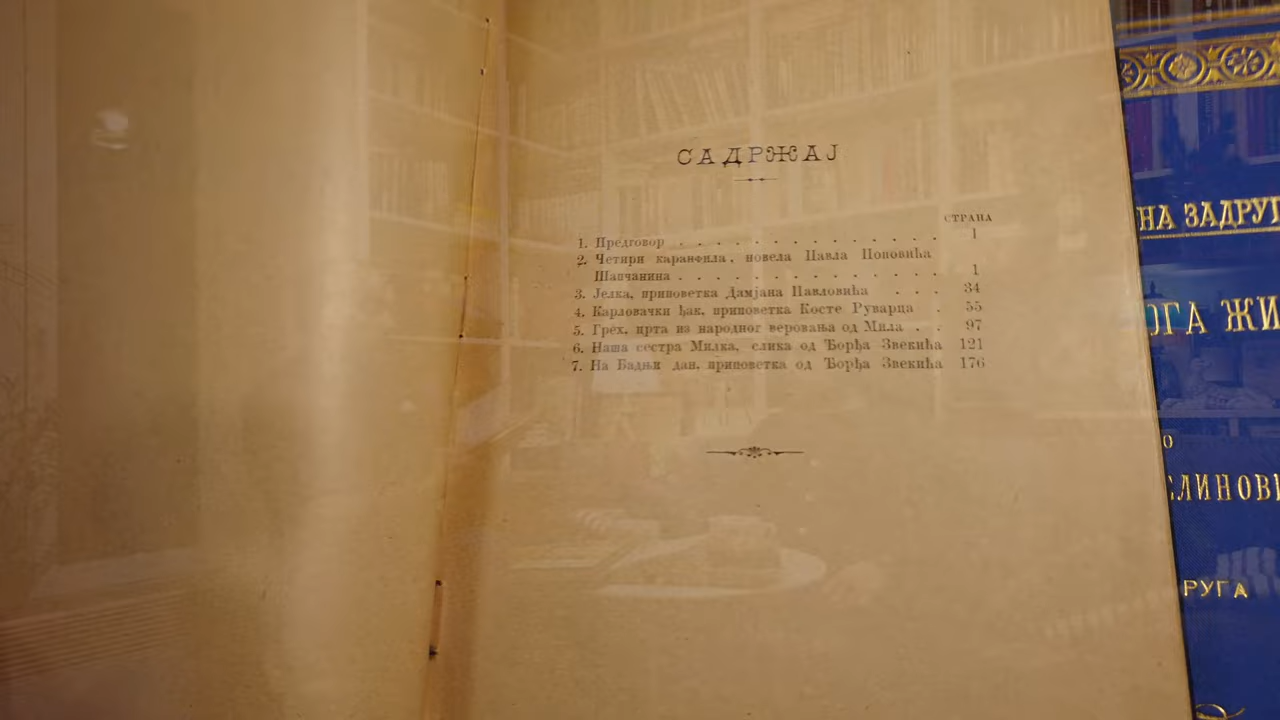 САДРЖАЈ
СТРАНА
1. Предговор . . . . . . . . . . . . . . 1
2. Четири каранфила, новела Павла Поповића
Шапчанина . . . . . . . . . . . . . . 1
3. Јелка, приповетка Дамјана Павловића . . . 34
4. Карловачки ђак, приповетка Косте Руварца . 55
5. Грех, црта из народног веровања од Мила . . 97
6. Наша сестра Милка, слика од Ђорђа Звекића 121
7. На Бадњи дан, приповетка од Ђорђа Звекића 176
НА ЗАДРУГ
ОГА ЖИ
О
ЕЛИНОВИ
РУГА